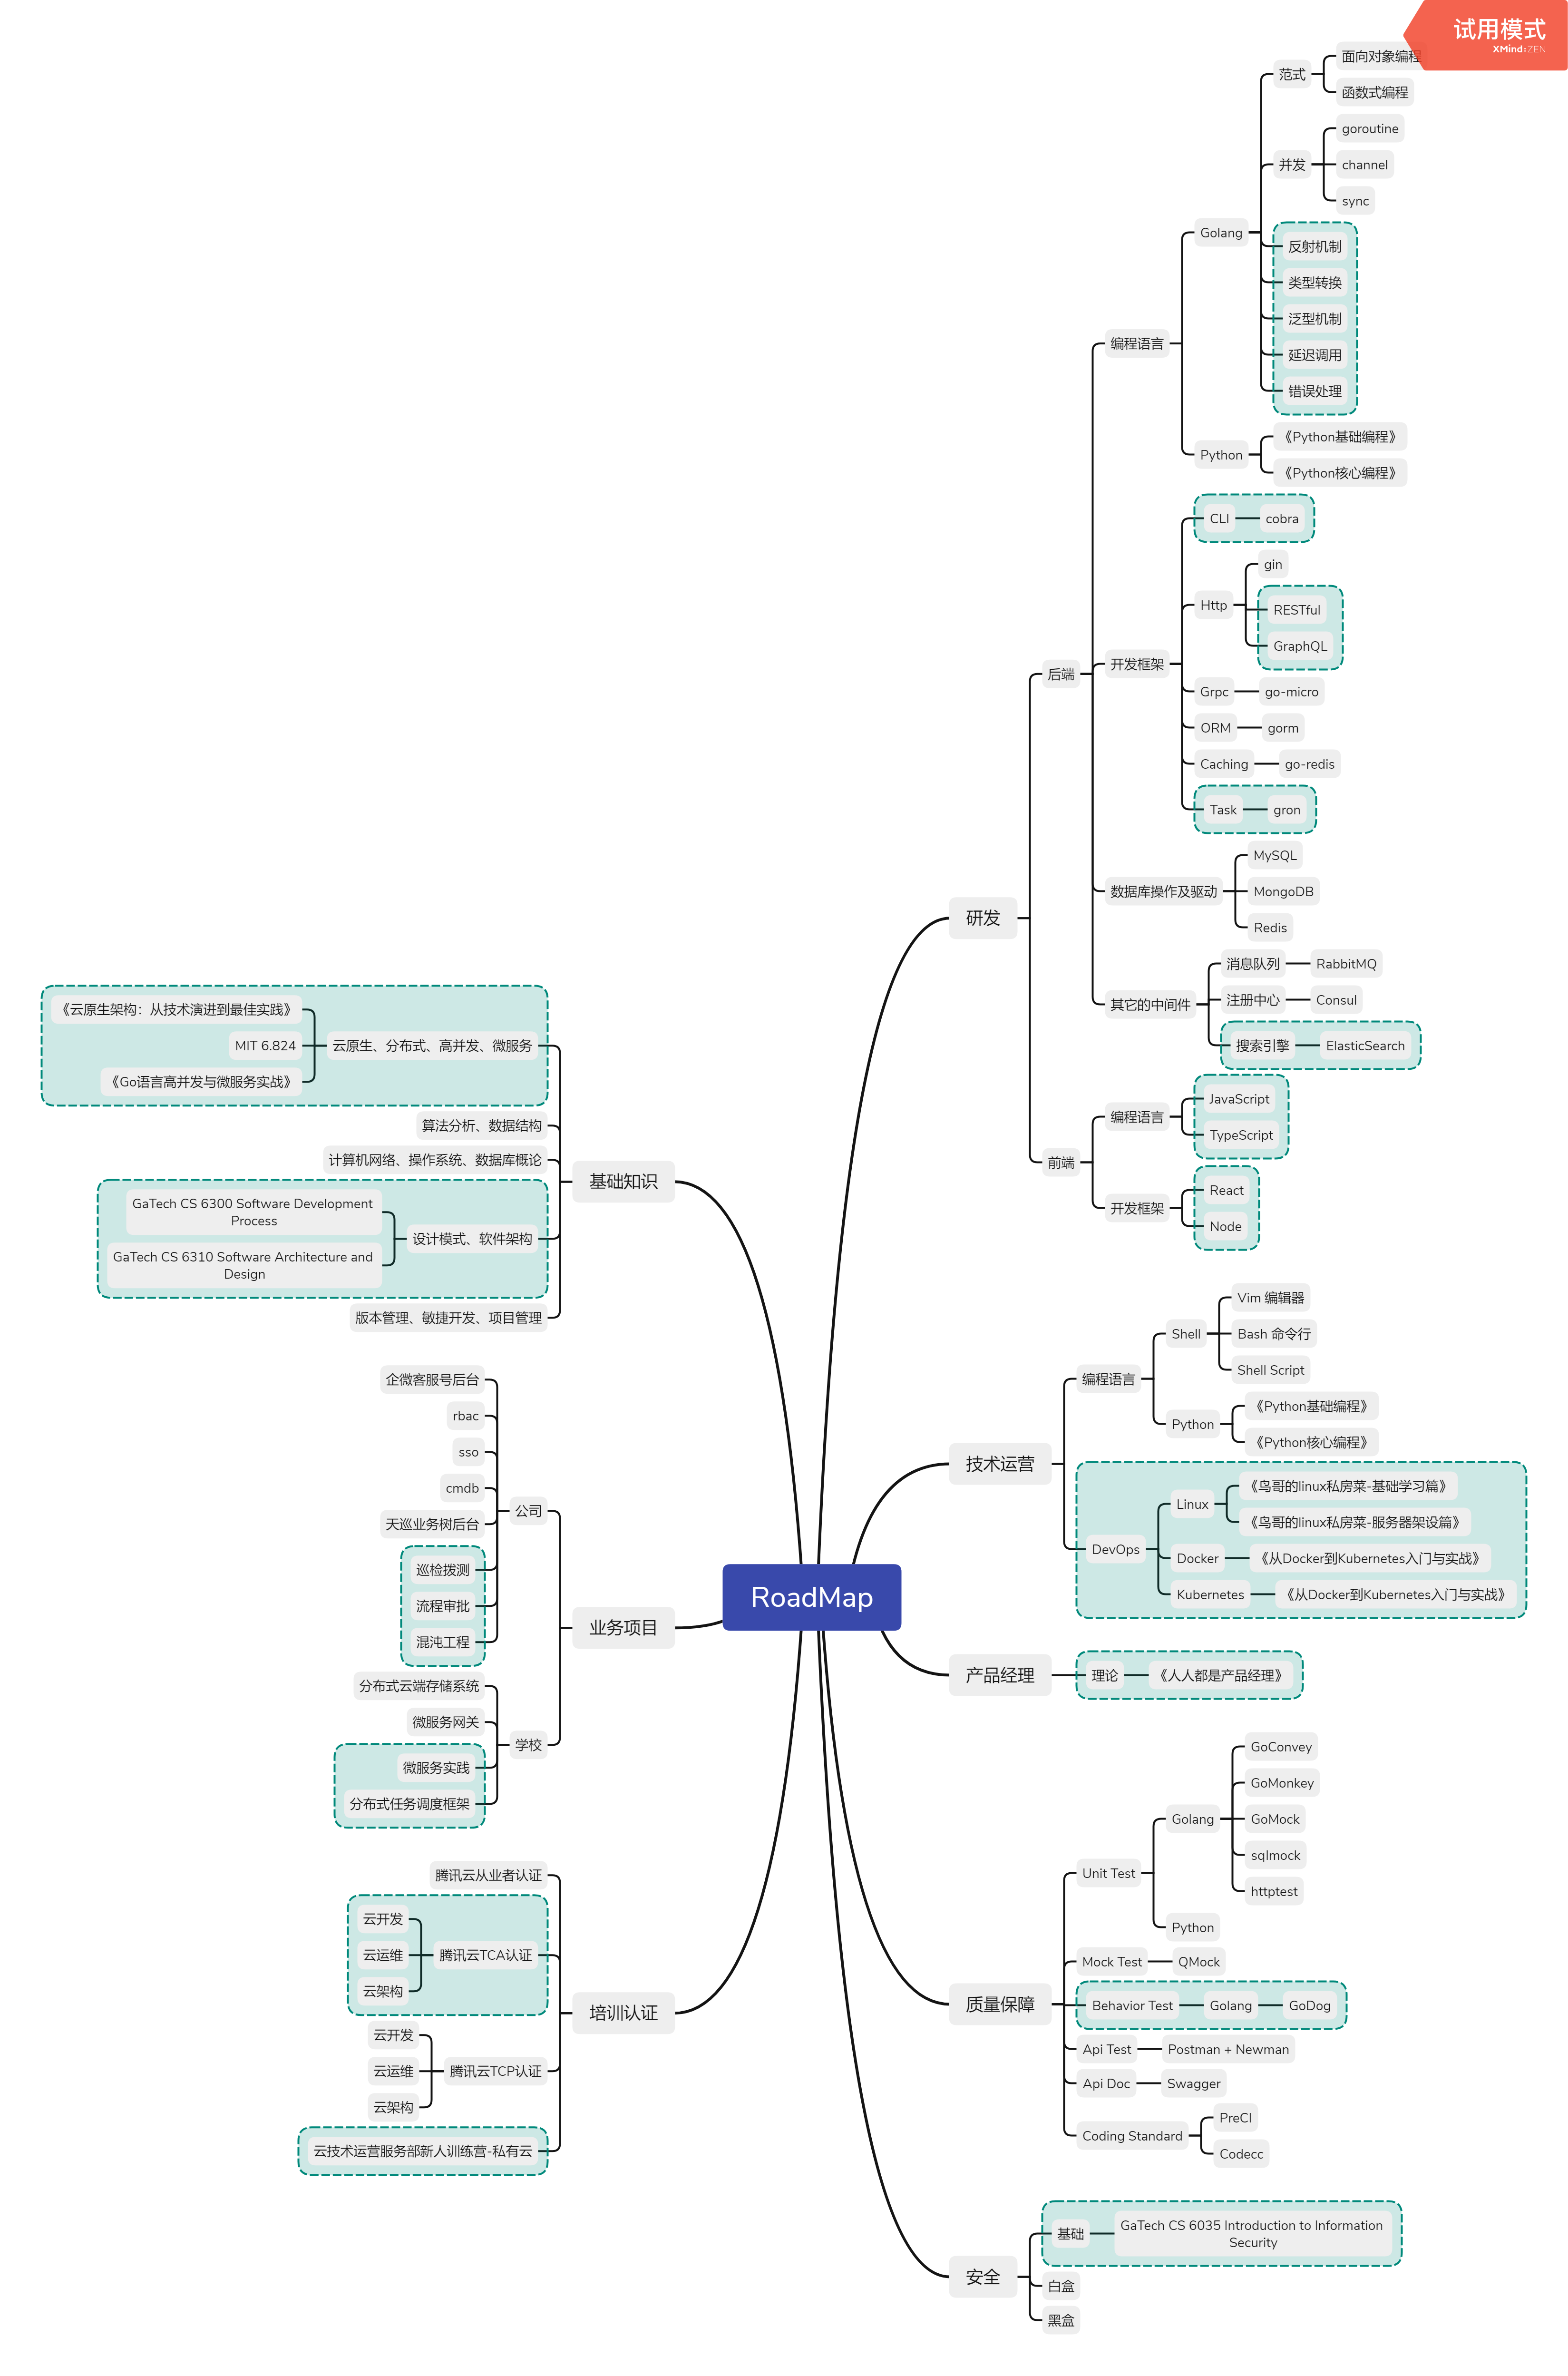 试用模式
XMind:ZEN
RoadMap
研发
后端
编程语言
Golang
范式
面向对象编程
函数式编程
并发
goroutine
channel
sync
反射机制
类型转换
泛型机制
延迟调用
错误处理
Python
《Python基础编程》
《Python核心编程》
开发框架
CLI
cobra
Http
gin
RESTful
GraphQL
Grpc
go-micro
ORM
gorm
Caching
go-redis
Task
gron
数据库操作及驱动
MySQL
MongoDB
Redis
其它的中间件
消息队列
RabbitMQ
注册中心
Consul
搜索引擎
ElasticSearch
前端
编程语言
JavaScript
TypeScript
开发框架
React
Node
技术运营
编程语言
Shell
Vim 编辑器
Bash 命令行
Shell Script
Python
《Python基础编程》
《Python核心编程》
DevOps
Linux
《鸟哥的linux私房菜-基础学习篇》
《鸟哥的linux私房菜-服务器架设篇》
Docker
《从Docker到Kubernetes入门与实战》
Kubernetes
《从Docker到Kubernetes入门与实战》
产品经理
理论
《人人都是产品经理》
质量保障
Unit Test
Golang
GoConvey
GoMonkey
GoMock
sqlmock
httptest
Python
Mock Test
QMock
Behavior Test
Golang
GoDog
Api Test
Postman + Newman
Api Doc
Swagger
Coding Standard
PreCI
Codecc
安全
基础
GaTech CS 6035 Introduction to Information
Security
白盒
黑盒
基础知识
云原生、分布式、高并发、微服务
《云原生架构：从技术演进到最佳实践》
MIT 6.824
《Go语言高并发与微服务实战》
算法分析、数据结构
计算机网络、操作系统、数据库概论
设计模式、软件架构
GaTech CS 6300 Software Development
Process
GaTech CS 6310 Software Architecture and
Design
版本管理、敏捷开发、项目管理
业务项目
公司
企微客服号后台
rbac
sso
cmdb
天巡业务树后台
巡检拨测
流程审批
混沌工程
学校
分布式云端存储系统
微服务网关
微服务实践
分布式任务调度框架
培训认证
腾讯云从业者认证
腾讯云TCA认证
云开发
云运维
云架构
腾讯云TCP认证
云开发
云运维
云架构
云技术运营服务部新人训练营-私有云